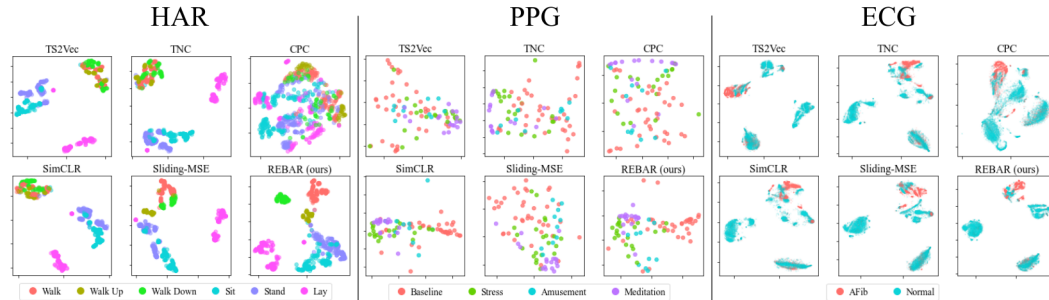 HAR
PPG
ECG
TS2Vec TNC CPC
TS2Vec TNC CPC
TS2Vec TNC CPC
SimCLR Sliding-MSE REBAR (ours)
SimCLR Sliding-MSE REBAR (ours)
SimCLR Sliding-MSE REBAR (ours)
Walk Walk Up Walk Down Sit Stand Lay
Baseline Stress Amusement Meditation
AFib Normal